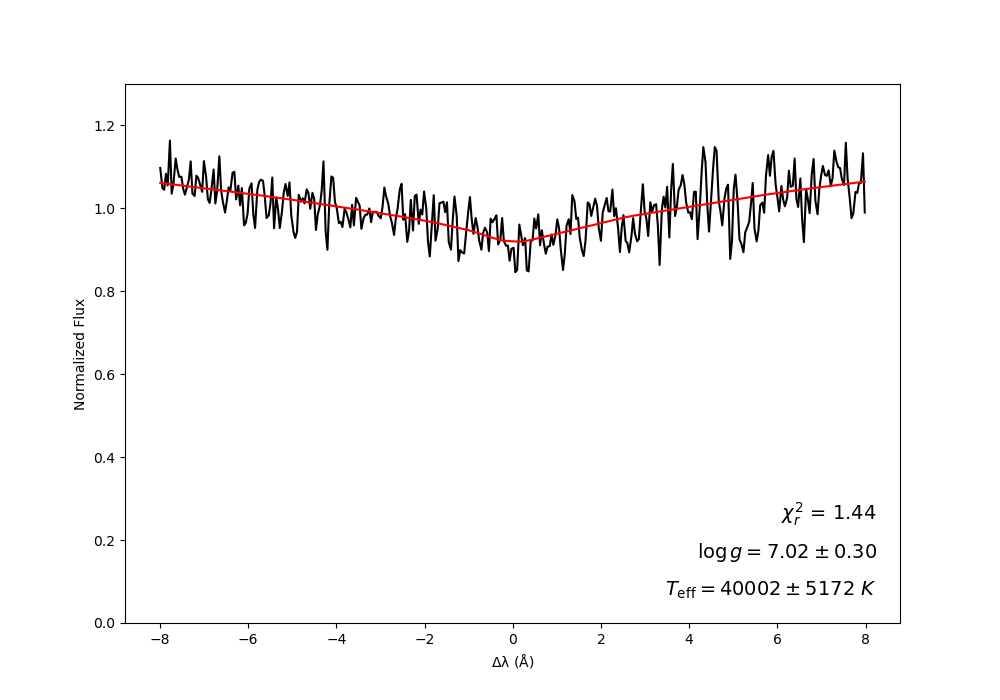 Normalized Flux
1.2
1.0
0.8
0.6
0.4
0.2
0.0
χ²ᵣ = 1.44
log g = 7.02 ± 0.30
T_eff = 40002 ± 5172 K
−8 −6 −4 −2 0 2 4 6 8
Δλ (Å)